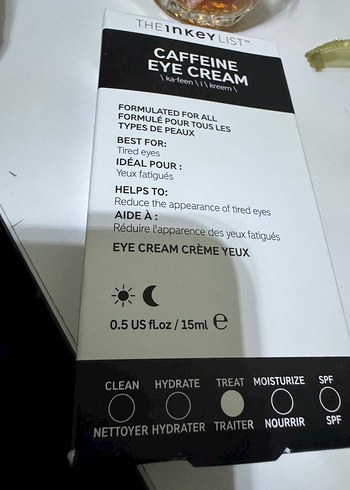 THE INKEY LIST™
CAFFEINE
EYE CREAM
\ ka-feen \ ī \ kreem \
FORMULATED FOR ALL
FORMULÉ POUR TOUS LES
TYPES DE PEAUX
BEST FOR:
Tired eyes
IDÉAL POUR :
Yeux fatigués
HELPS TO:
Reduce the appearance of tired eyes
AIDE À :
Réduire l'apparence des yeux fatigués
EYE CREAM CRÈME YEUX
0.5 US fl.oz / 15ml ℮
CLEAN HYDRATE TREAT MOISTURIZE SPF
NETTOYER HYDRATER TRAITER NOURRIR SPF